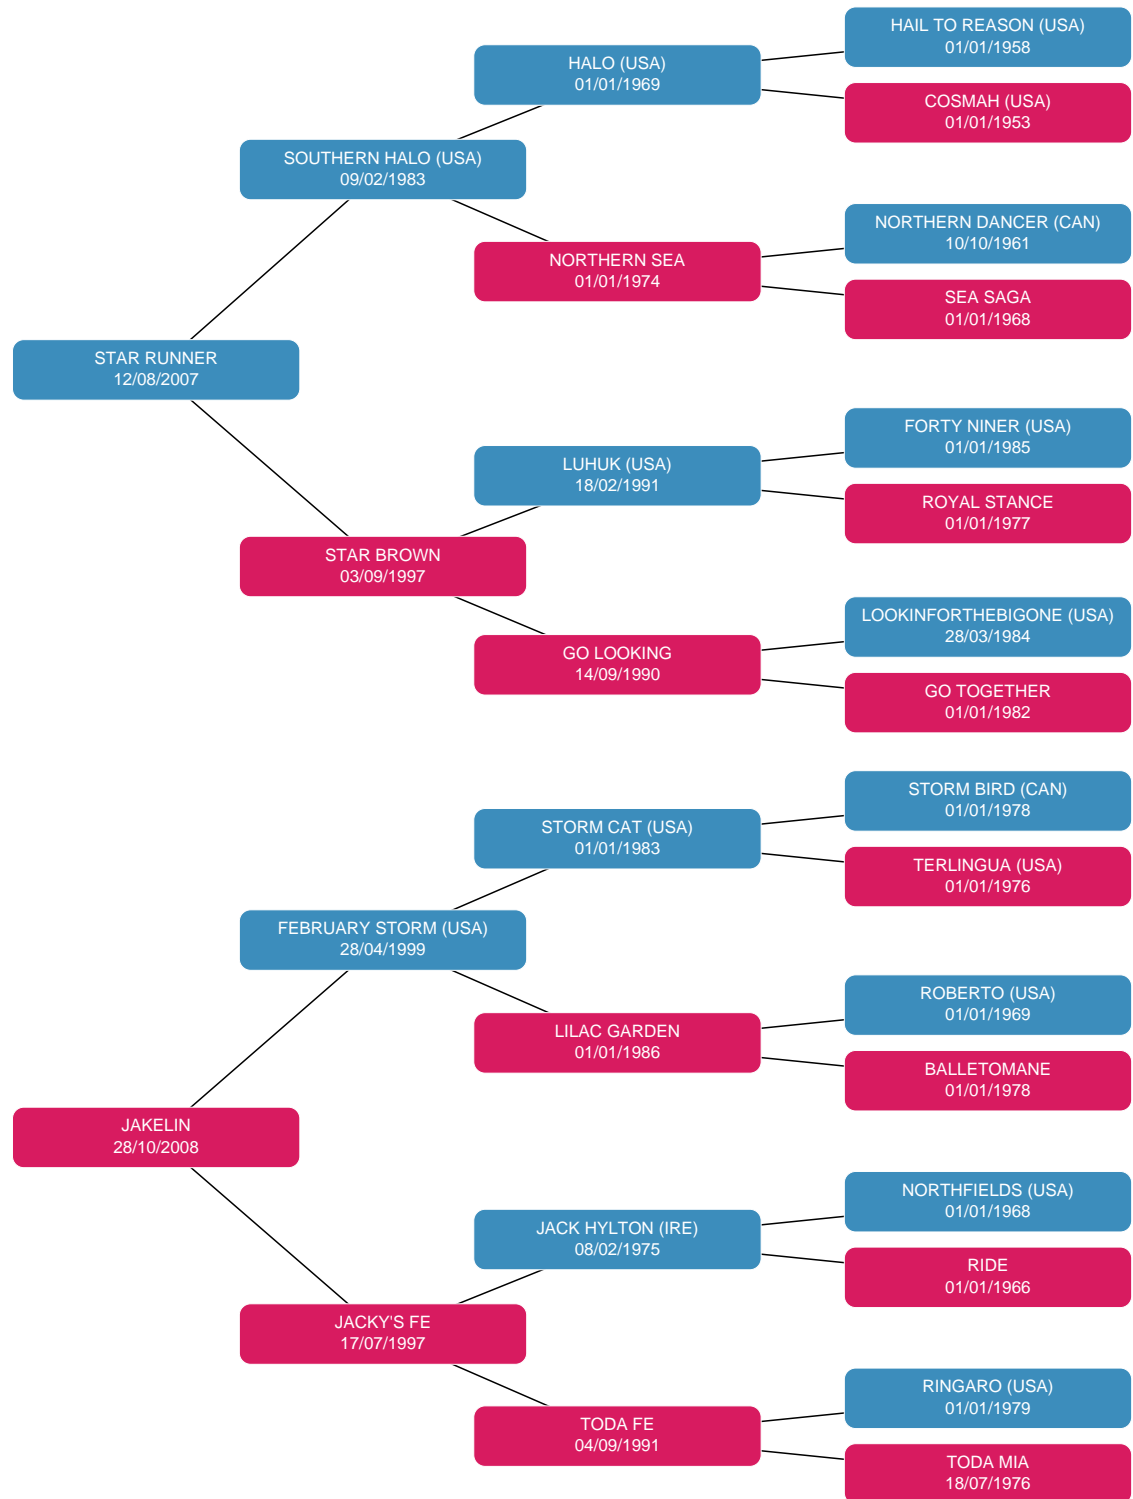 HAIL TO REASON (USA)
01/01/1958
HALO (USA)
01/01/1969
COSMAH (USA)
01/01/1953
SOUTHERN HALO (USA)
09/02/1983
NORTHERN DANCER (CAN)
10/10/1961
NORTHERN SEA
01/01/1974
SEA SAGA
01/01/1968
STAR RUNNER
12/08/2007
FORTY NINER (USA)
01/01/1985
LUHUK (USA)
18/02/1991
ROYAL STANCE
01/01/1977
STAR BROWN
03/09/1997
LOOKINFORTHEBIGONE (USA)
28/03/1984
GO LOOKING
14/09/1990
GO TOGETHER
01/01/1982
STORM BIRD (CAN)
01/01/1978
STORM CAT (USA)
01/01/1983
TERLINGUA (USA)
01/01/1976
FEBRUARY STORM (USA)
28/04/1999
ROBERTO (USA)
01/01/1969
LILAC GARDEN
01/01/1986
BALLETOMANE
01/01/1978
JAKELIN
28/10/2008
NORTHFIELDS (USA)
01/01/1968
JACK HYLTON (IRE)
08/02/1975
RIDE
01/01/1966
JACKY'S FE
17/07/1997
RINGARO (USA)
01/01/1979
TODA FE
04/09/1991
TODA MIA
18/07/1976